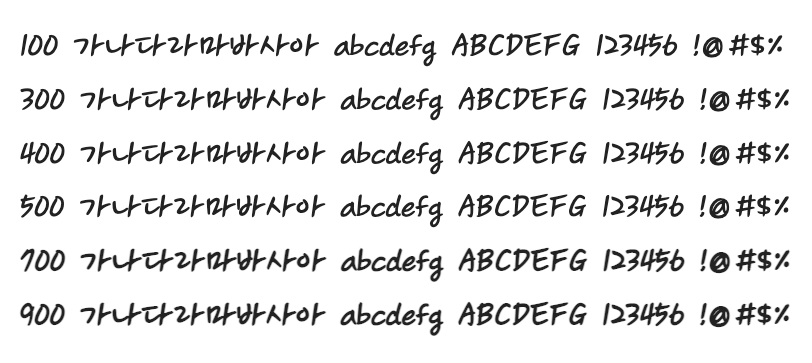 100 가나다라마바사아 abcdefg ABCDEFG 123456 !@#$%
300 가나다라마바사아 abcdefg ABCDEFG 123456 !@#$%
400 가나다라마바사아 abcdefg ABCDEFG 123456 !@#$%
500 가나다라마바사아 abcdefg ABCDEFG 123456 !@#$%
700 가나다라마바사아 abcdefg ABCDEFG 123456 !@#$%
900 가나다라마바사아 abcdefg ABCDEFG 123456 !@#$%